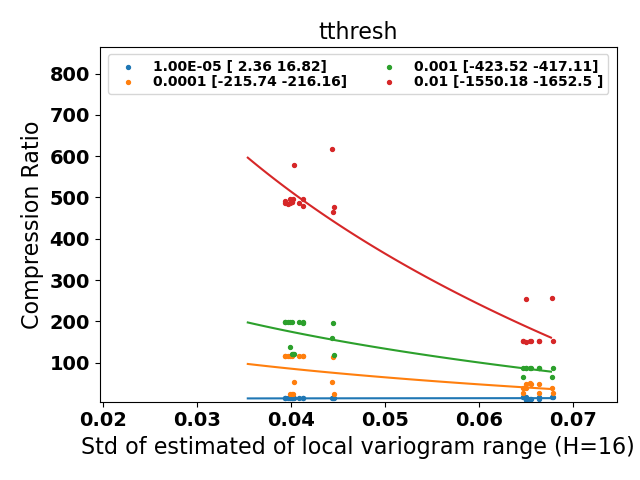 tthresh
1.00E-05 [ 2.36 16.82]
0.0001 [-215.74 -216.16]
0.001 [-423.52 -417.11]
0.01 [-1550.18 -1652.5 ]
Compression Ratio
800
700
600
500
400
300
200
100
0.02 0.03 0.04 0.05 0.06 0.07
Std of estimated of local variogram range (H=16)